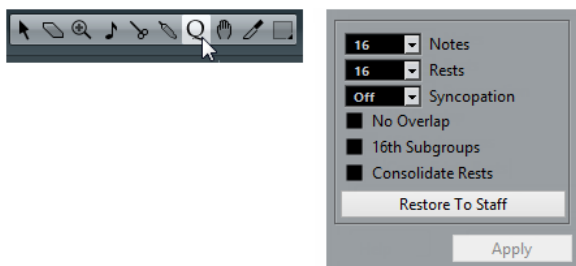 Q
16 Notes
16 Rests
Off Syncopation
No Overlap
16th Subgroups
Consolidate Rests
Restore To Staff
Apply